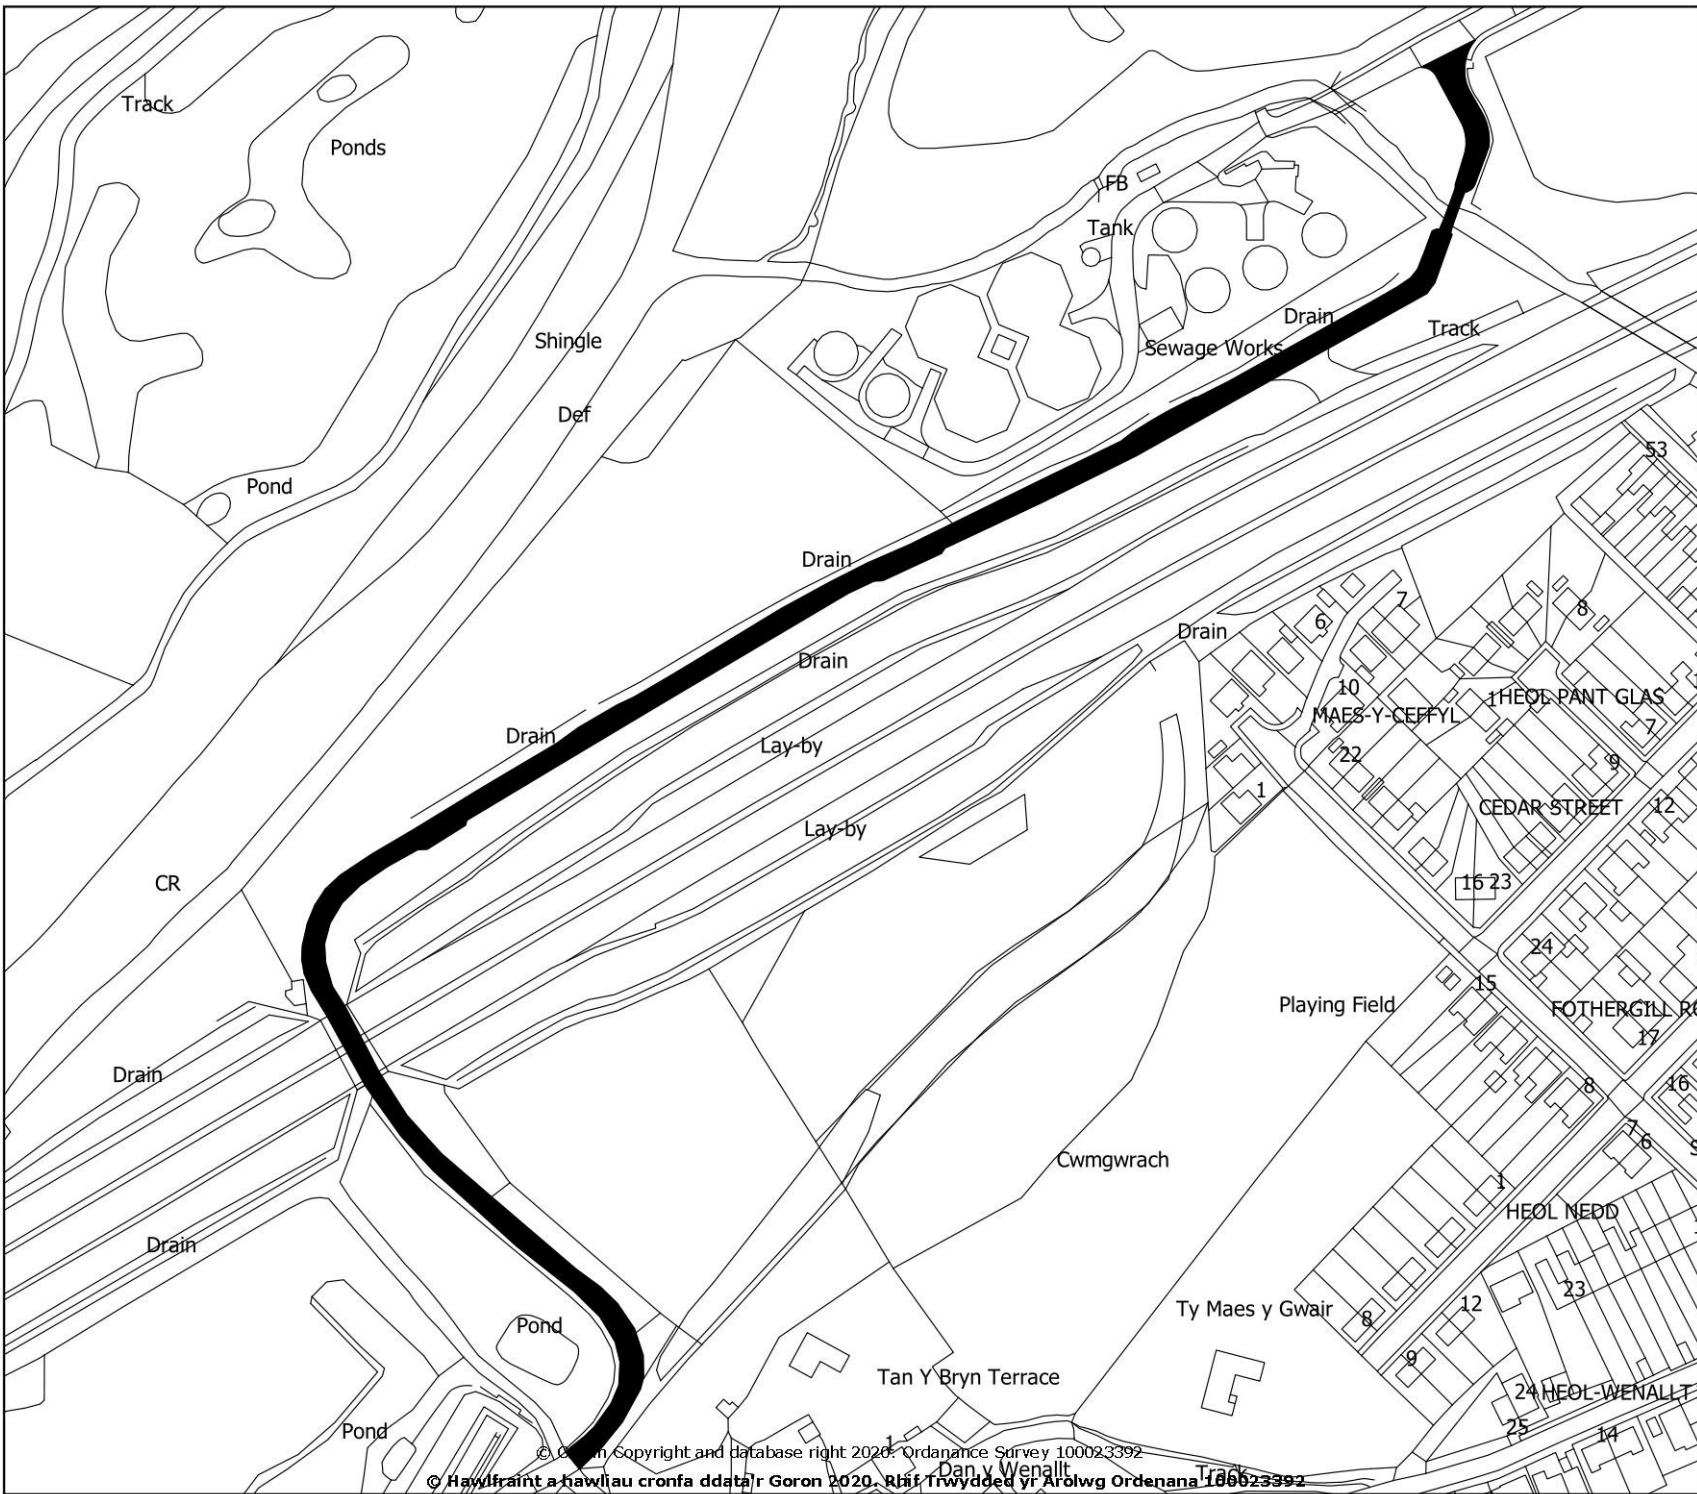 Track
Ponds
FB
Tank
Drain
Track
Shingle
Sewage Works
Def
53
Pond
Drain
7
8
6
Drain
Drain
10
1
HEOL PANT GLAS
MAES-Y-CEFFYL
7
Drain
Lay-by
22
9
1
CEDAR STREET
12
Lay-by
CR
16
23
24
15
Playing Field
FOTHERGILL
17
Drain
8
16
7
6
Cwmgwrach
1
HEOL NEDD
Drain
23
Ty Maes y Gwair
12
8
Pond
9
Tan Y Bryn Terrace
24
HEOL-WENALLT
25
Pond
14
1
© Copyright and database right 2020. Ordanance Survey 100023392
Dan y Wenallt
Track
© Hawlfraint a hawliau cronfa ddata'r Goron 2020. Rhif Trwydded yr Arolwg Ordenana 100023392